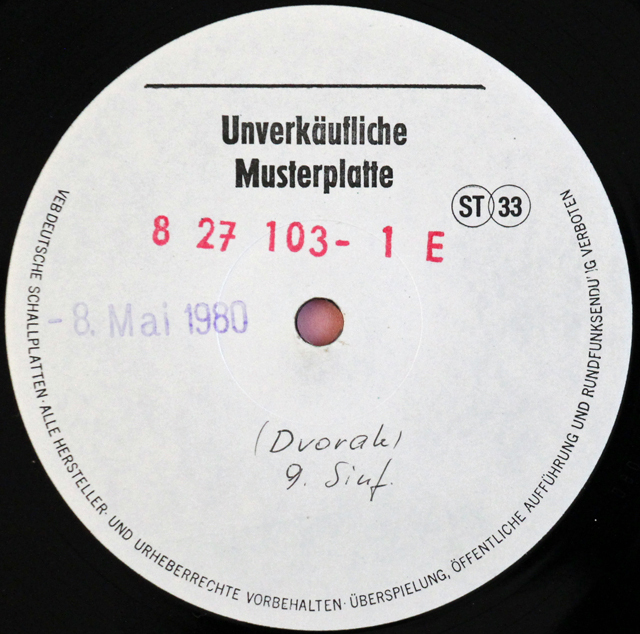 Unverkäufliche
Musterplatte
ST 33
8 27 103- 1 E
- 8. Mai 1980
(Dvorak)
9. Sinf.
VEB DEUTSCHE SCHALLPLATTEN · ALLE HERSTELLER- UND URHEBERRECHTE VORBEHALTEN · ÜBERSPIELUNG, ÖFFENTLICHE AUFFÜHRUNG UND RUNDFUNKSENDUNG VERBOTEN